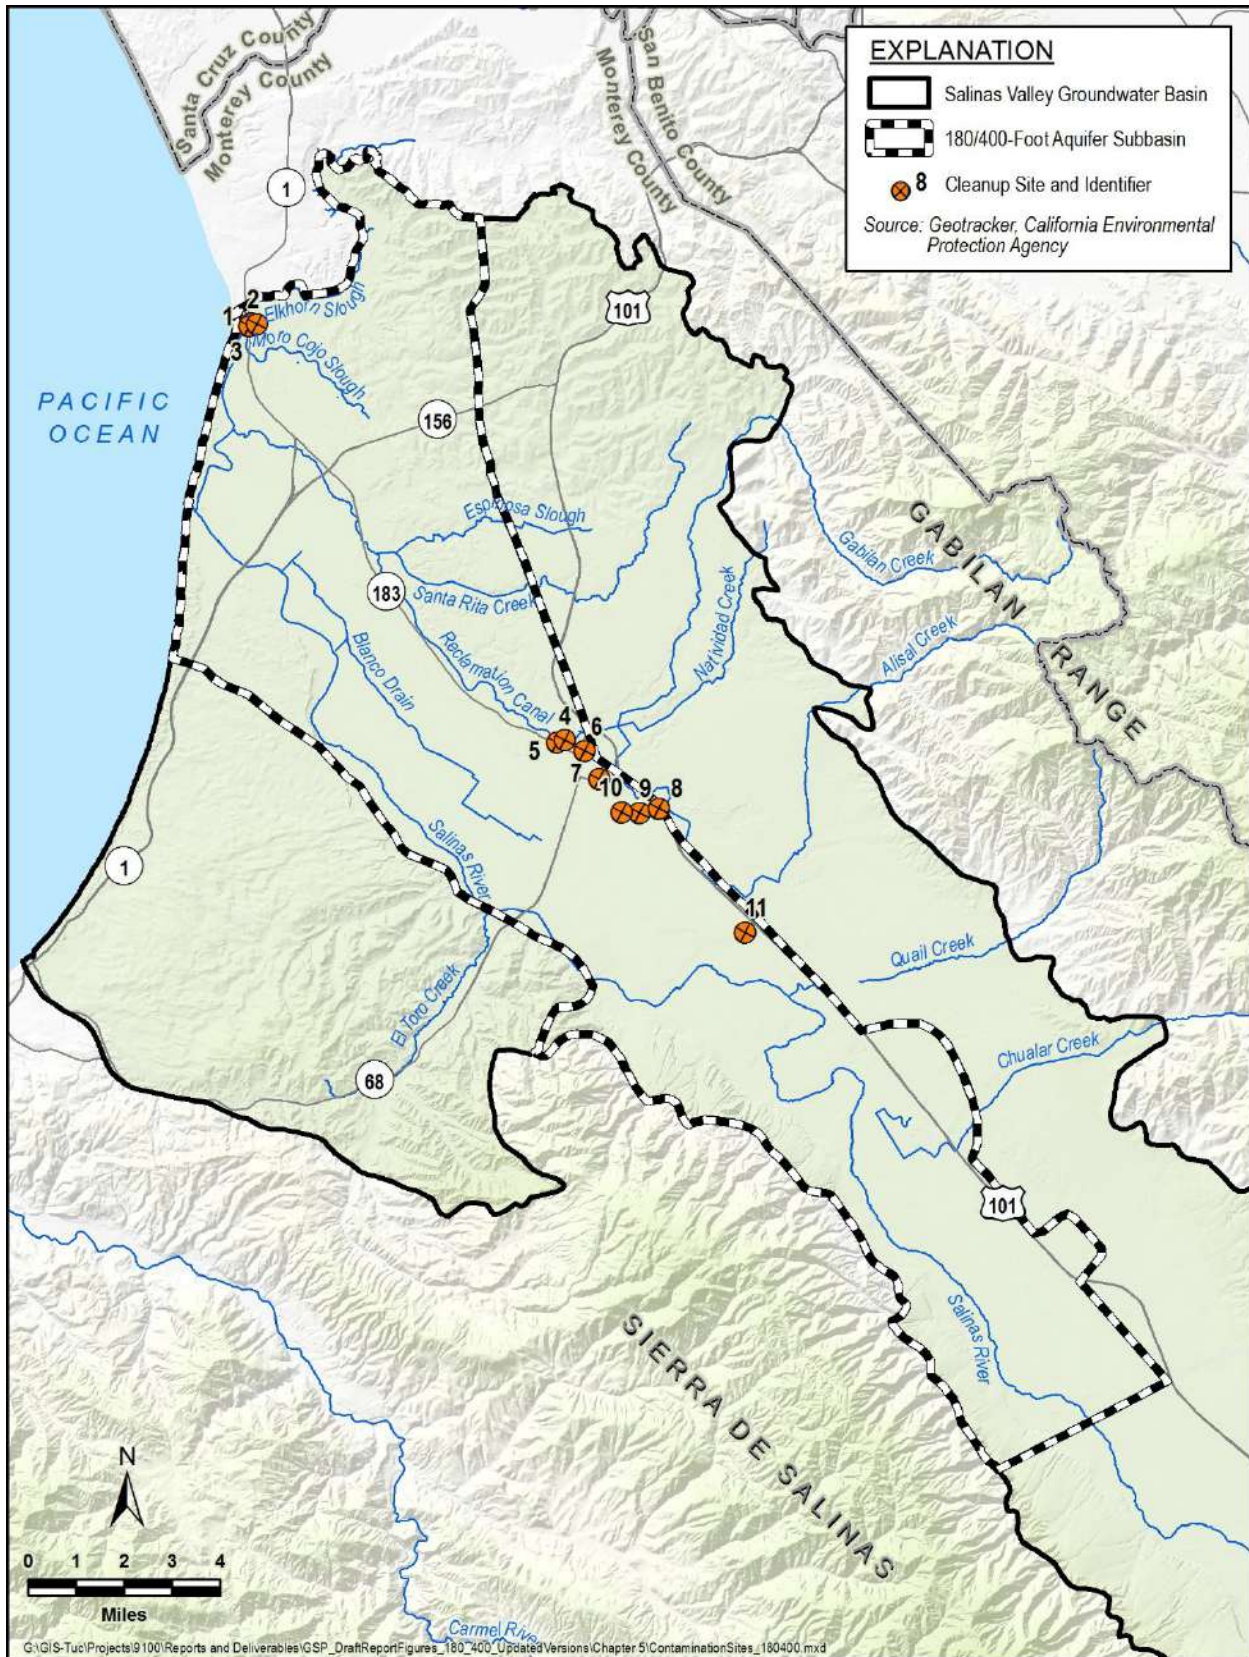 Santa Cruz County
Monterey County
San Benito County
Monterey County
EXPLANATION
Salinas Valley Groundwater Basin
180/400-Foot Aquifer Subbasin
8 Cleanup Site and Identifier
Source: Geotracker, California Environmental
Protection Agency
1
101
1 2
3
Elkhorn Slough
Moro Cojo Slough
PACIFIC
OCEAN
156
Espinosa Slough
GABILAN
RANGE
Gabilan Creek
183
Santa Rita Creek
Natividad Creek
Alisal Creek
Blanco Drain
Reclamation Canal
4
6
5
7
10
9
8
1
Salinas River
11
Quail Creek
El Toro Creek
Chualar Creek
68
101
Salinas River
SIERRA DE SALINAS
N
0 1 2 3 4
Miles
Carmel River
G:\GIS-Tuc\Projects\9100\Reports and Deliverables\GSP_DraftReportFigures_180_400_UpdatedVersions\Chapter 5\ContaminationSites_180400.mxd